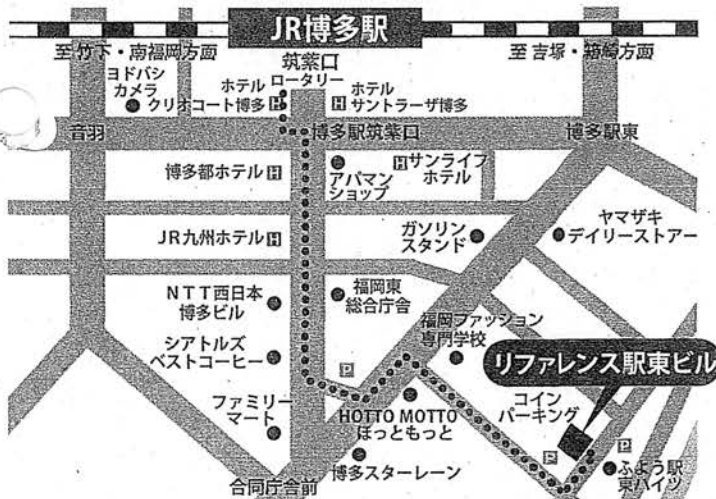 JR博多駅
至 竹下・南福岡方面
至 吉塚・箱崎方面
筑紫口
ロータリー
ヨドバシ
カメラ
ホテル
クリオコート博多 H
H ホテル
サントラーザ博多
音羽
博多駅筑紫口
博多駅東
博多都ホテル H
アパマン
ショップ
H サンライフ
ホテル
JR九州ホテル H
ガソリン
スタンド
ヤマザキ
デイリーストアー
NTT西日本
博多ビル
福岡東
総合庁舎
福岡ファッション
専門学校
シアトルズ
ベストコーヒー
P
リファレンス駅東ビル
ファミリー
マート
HOTTO MOTTO
ほっともっと
コイン
パーキング
P
P
博多スターレーン
ふよう駅
東ハイツ
合同庁舎前